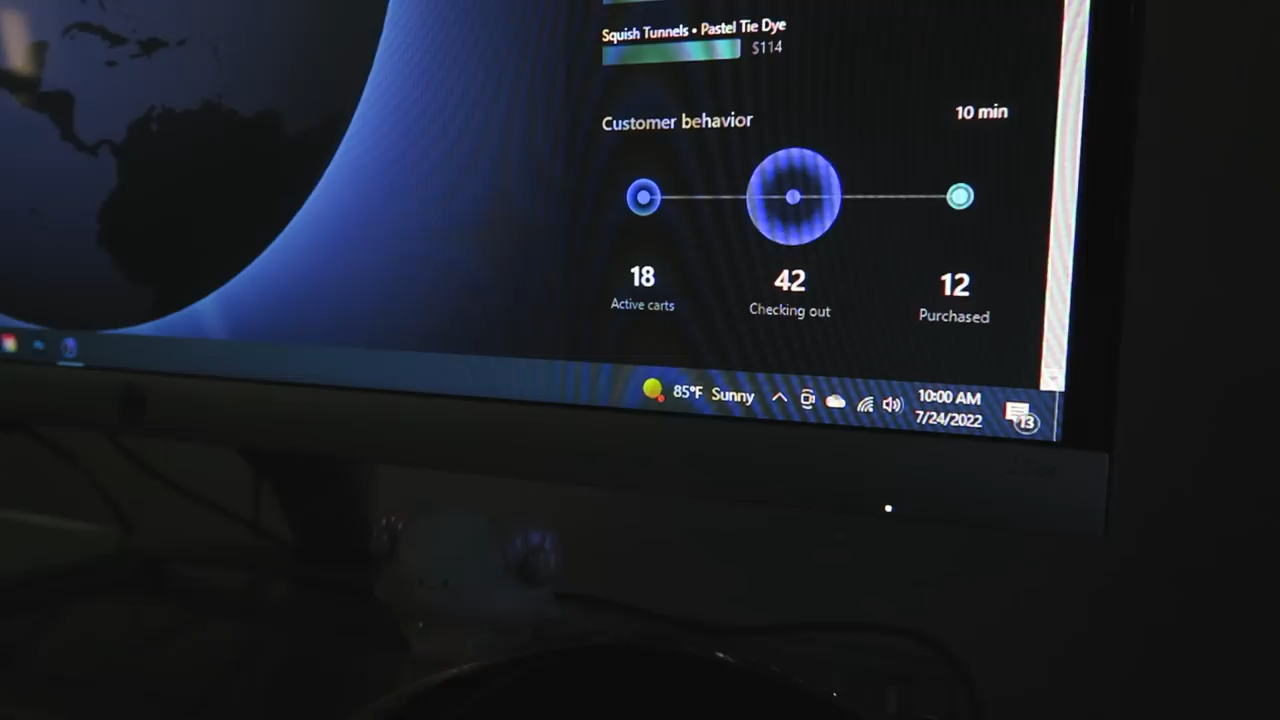 Squish Tunnels • Pastel Tie Dye
$114
Customer behavior
10 min
18
42
12
Active carts
Checking out
Purchased
85°F Sunny
10:00 AM
7/24/2022
13